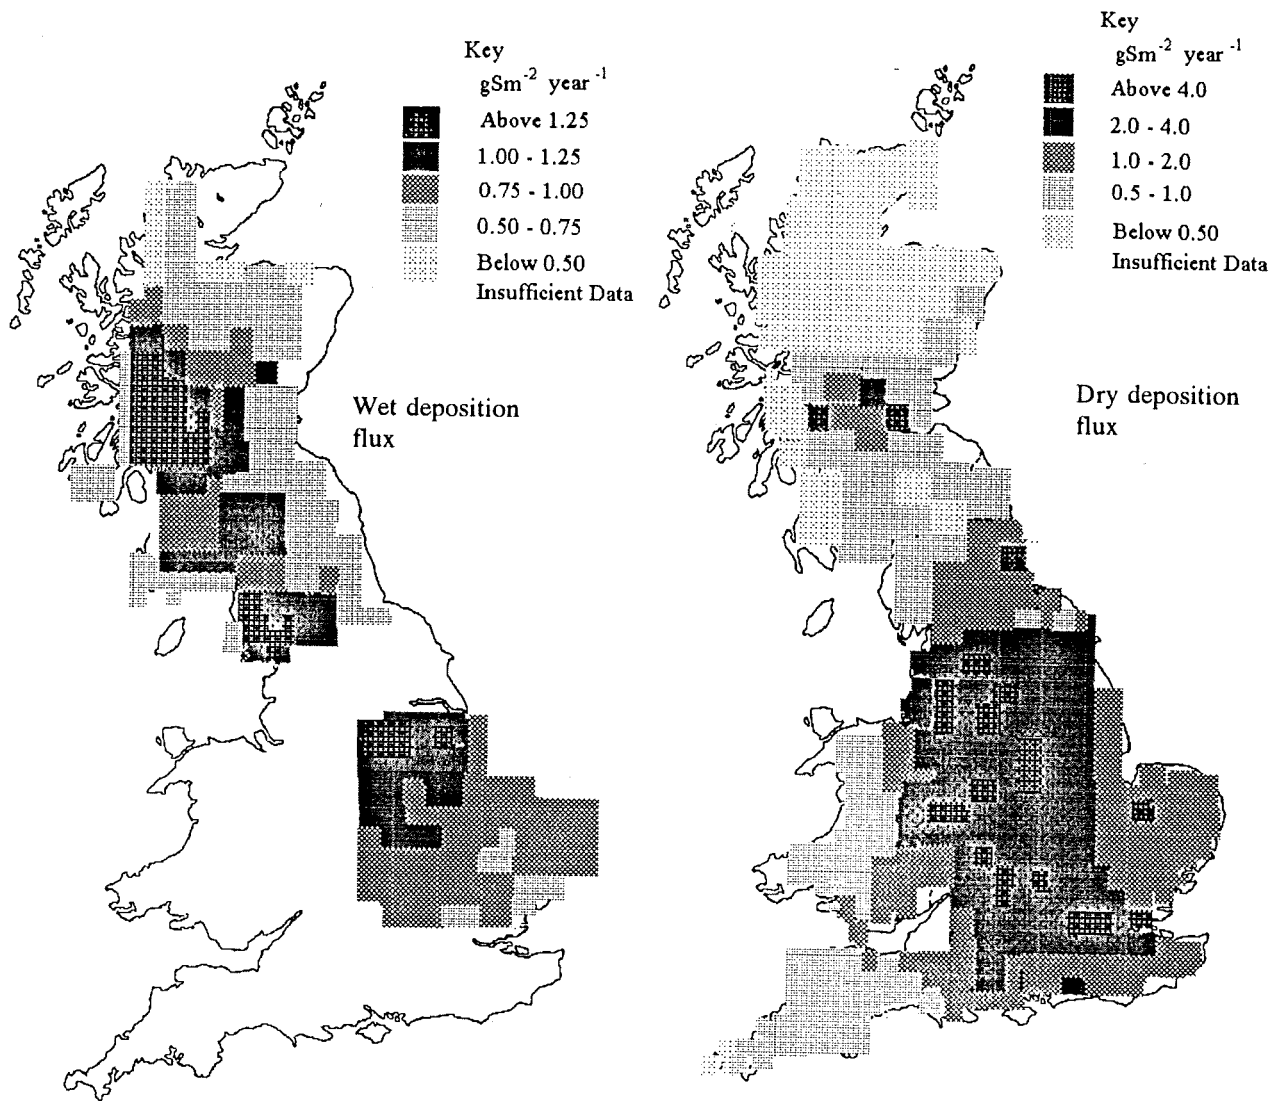 Key
gSm⁻² year⁻¹
Above 1.25
1.00 - 1.25
0.75 - 1.00
0.50 - 0.75
Below 0.50
Insufficient Data
Wet deposition
flux
Key
gSm⁻² year⁻¹
Above 4.0
2.0 - 4.0
1.0 - 2.0
0.5 - 1.0
Below 0.50
Insufficient Data
Dry deposition
flux